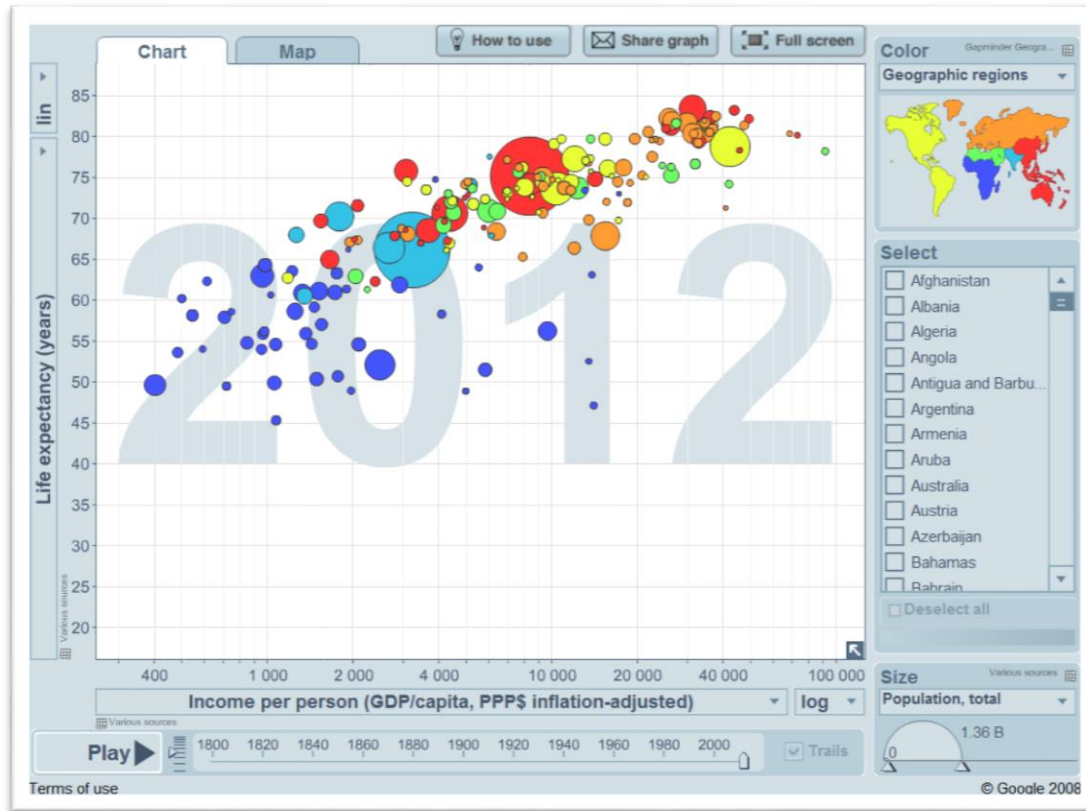 Chart
Map
How to use
Share graph
Full screen
lin
Life expectancy (years)
Various sources
85
80
75
70
65
60
55
50
45
40
35
30
25
20
2012
400
1 000
2 000
4 000
10 000
20 000
40 000
100 000
Income per person (GDP/capita, PPP$ inflation-adjusted)
log
Various sources
Play
1800 1820 1840 1860 1880 1900 1920 1940 1960 1980 2000
Trails
Color
Gapminder Geogra...
Geographic regions
Select
Afghanistan
Albania
Algeria
Angola
Antigua and Barbu...
Argentina
Armenia
Aruba
Australia
Austria
Azerbaijan
Bahamas
Bahrain
Deselect all
Size
Various sources
Population, total
1.36 B
0
Terms of use
© Google 2008